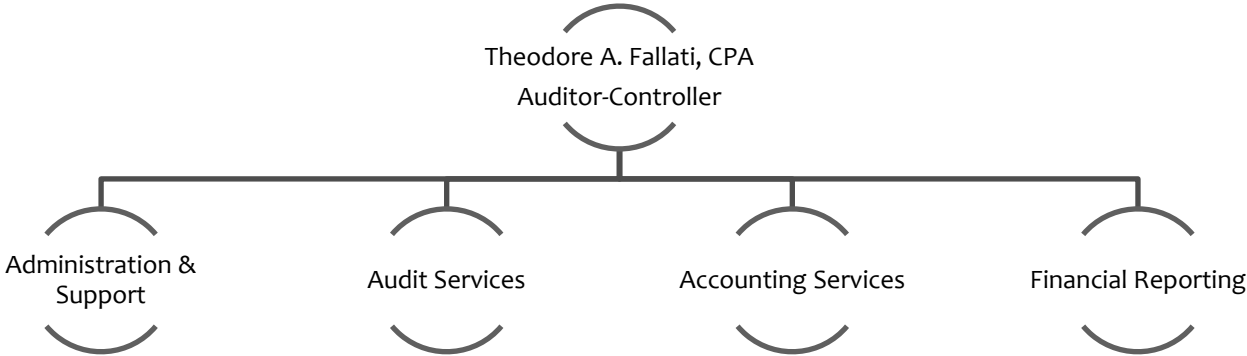 Theodore A. Fallati, CPA
Auditor-Controller
Administration &
Support
Audit Services
Accounting Services
Financial Reporting